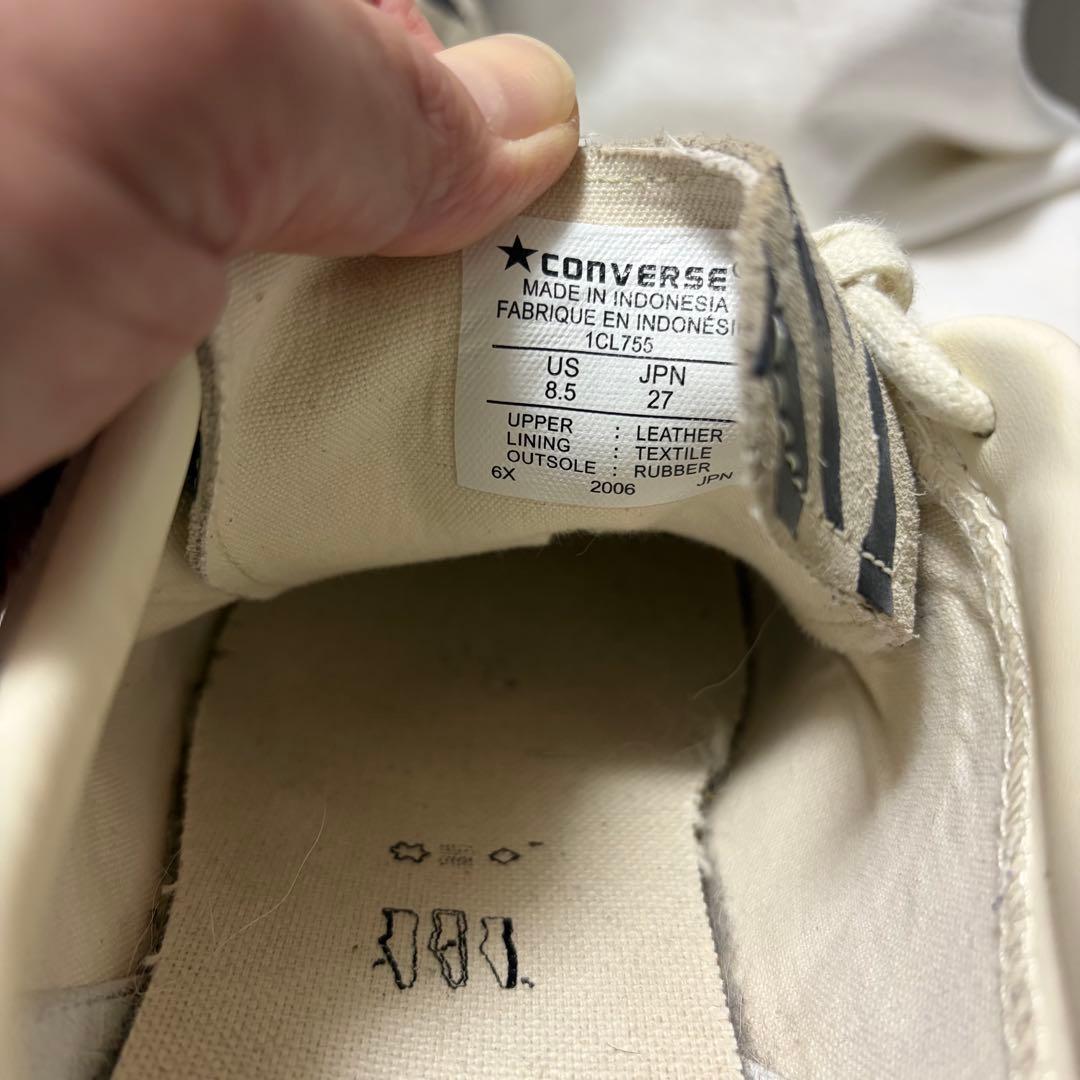 ★CONVERSE
MADE IN INDONESIA
FABRIQUE EN INDONÉSI
1CL755
US JPN
8.5 27
UPPER : LEATHER
LINING : TEXTILE
OUTSOLE : RUBBER
6X 2006 JPN